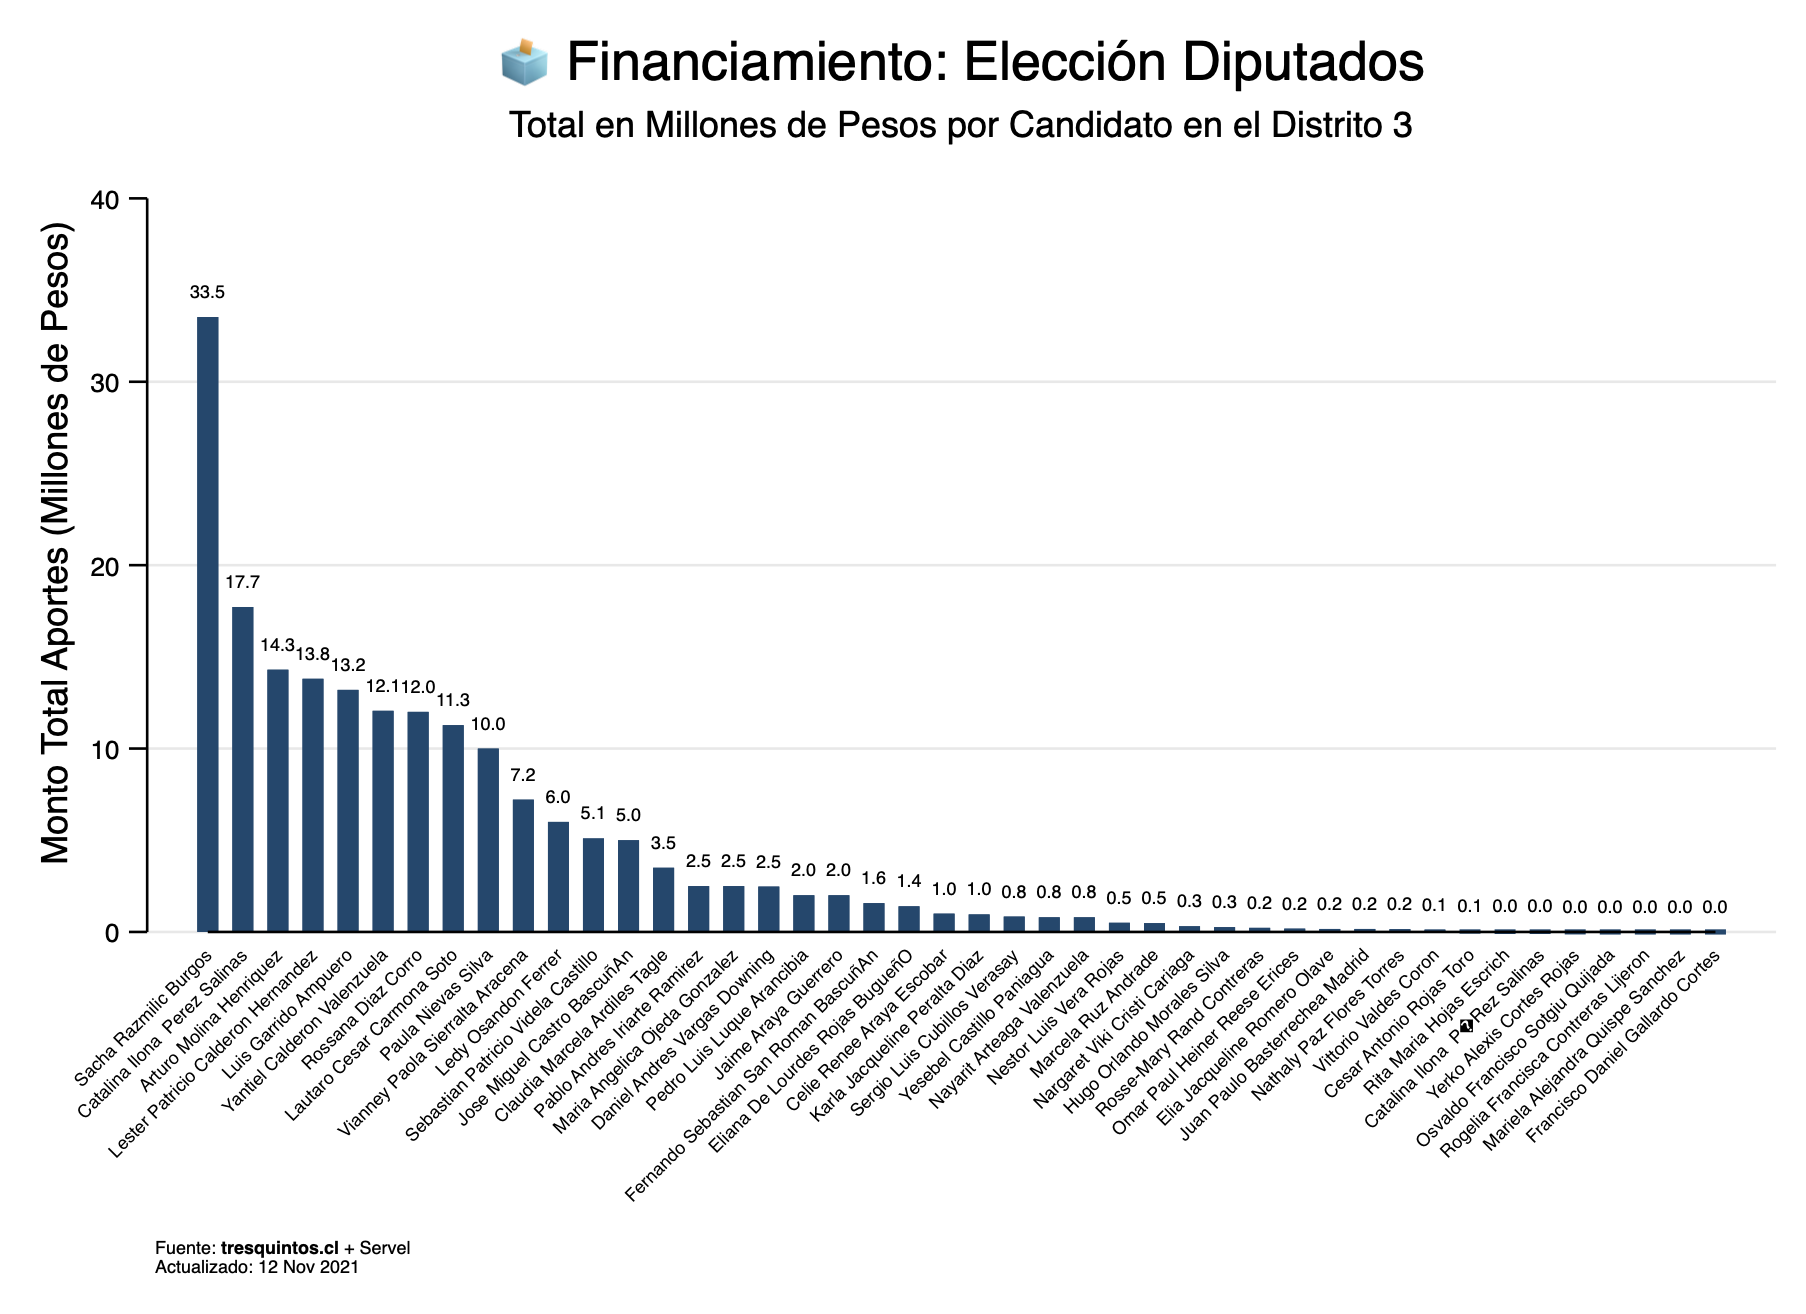 Financiamiento: Elección Diputados
Total en Millones de Pesos por Candidato en el Distrito 3
Monto Total Aportes (Millones de Pesos)
40
30
20
10
0
33.5
17.7
14.3
13.8
13.2
12.1
12.0
11.3
10.0
7.2
6.0
5.1
5.0
3.5
2.5
2.5
2.5
2.0
2.0
1.6
1.4
1.0
1.0
0.8
0.8
0.8
0.5
0.5
0.3
0.3
0.2
0.2
0.2
0.2
0.2
0.1
0.1
0.0
0.0
0.0
0.0
0.0
0.0
0.0
Sacha Razmilic Burgos
Catalina Ilona Perez Salinas
Arturo Molina Henriquez
Lester Patricio Calderon Hernandez
Luis Garrido Ampuero
Yantiel Calderon Valenzuela
Rossana Diaz Corro
Lautaro Cesar Carmona Soto
Paula Nievas Silva
Vianney Paola Sierralta Aracena
Ledy Osandon Ferrer
Sebastian Patricio Videla Castillo
Jose Miguel Castro BascuñAn
Claudia Marcela Ardiles Tagle
Pablo Andres Iriarte Ramirez
Maria Angelica Ojeda Gonzalez
Daniel Andres Vargas Downing
Pedro Luis Luque Arancibia
Jaime Araya Guerrero
Fernando Sebastian San Roman BascuñAn
Eliana De Lourdes Rojas BugueñO
Celie Renee Araya Escobar
Karla Jacqueline Peralta Diaz
Sergio Luis Cubillos Verasay
Yesebel Castillo Paniagua
Nayarit Arteaga Valenzuela
Nestor Luis Vera Rojas
Marcela Ruz Andrade
Nargaret Viki Cristi Cariaga
Hugo Orlando Morales Silva
Rosse-Mary Rand Contreras
Omar Paul Heiner Reese Erices
Elia Jacqueline Romero Olave
Juan Paulo Basterrechea Madrid
Nathaly Paz Flores Torres
Vittorio Valdes Coron
Cesar Antonio Rojas Toro
Rita Maria Hojas Escrich
Catalina Ilona P�Rez Salinas
Yerko Alexis Cortes Rojas
Osvaldo Francisco Sotgiu Quijada
Rogelia Francisca Contreras Lijeron
Mariela Alejandra Quispe Sanchez
Francisco Daniel Gallardo Cortes
Fuente: tresquintos.cl + Servel
Actualizado: 12 Nov 2021